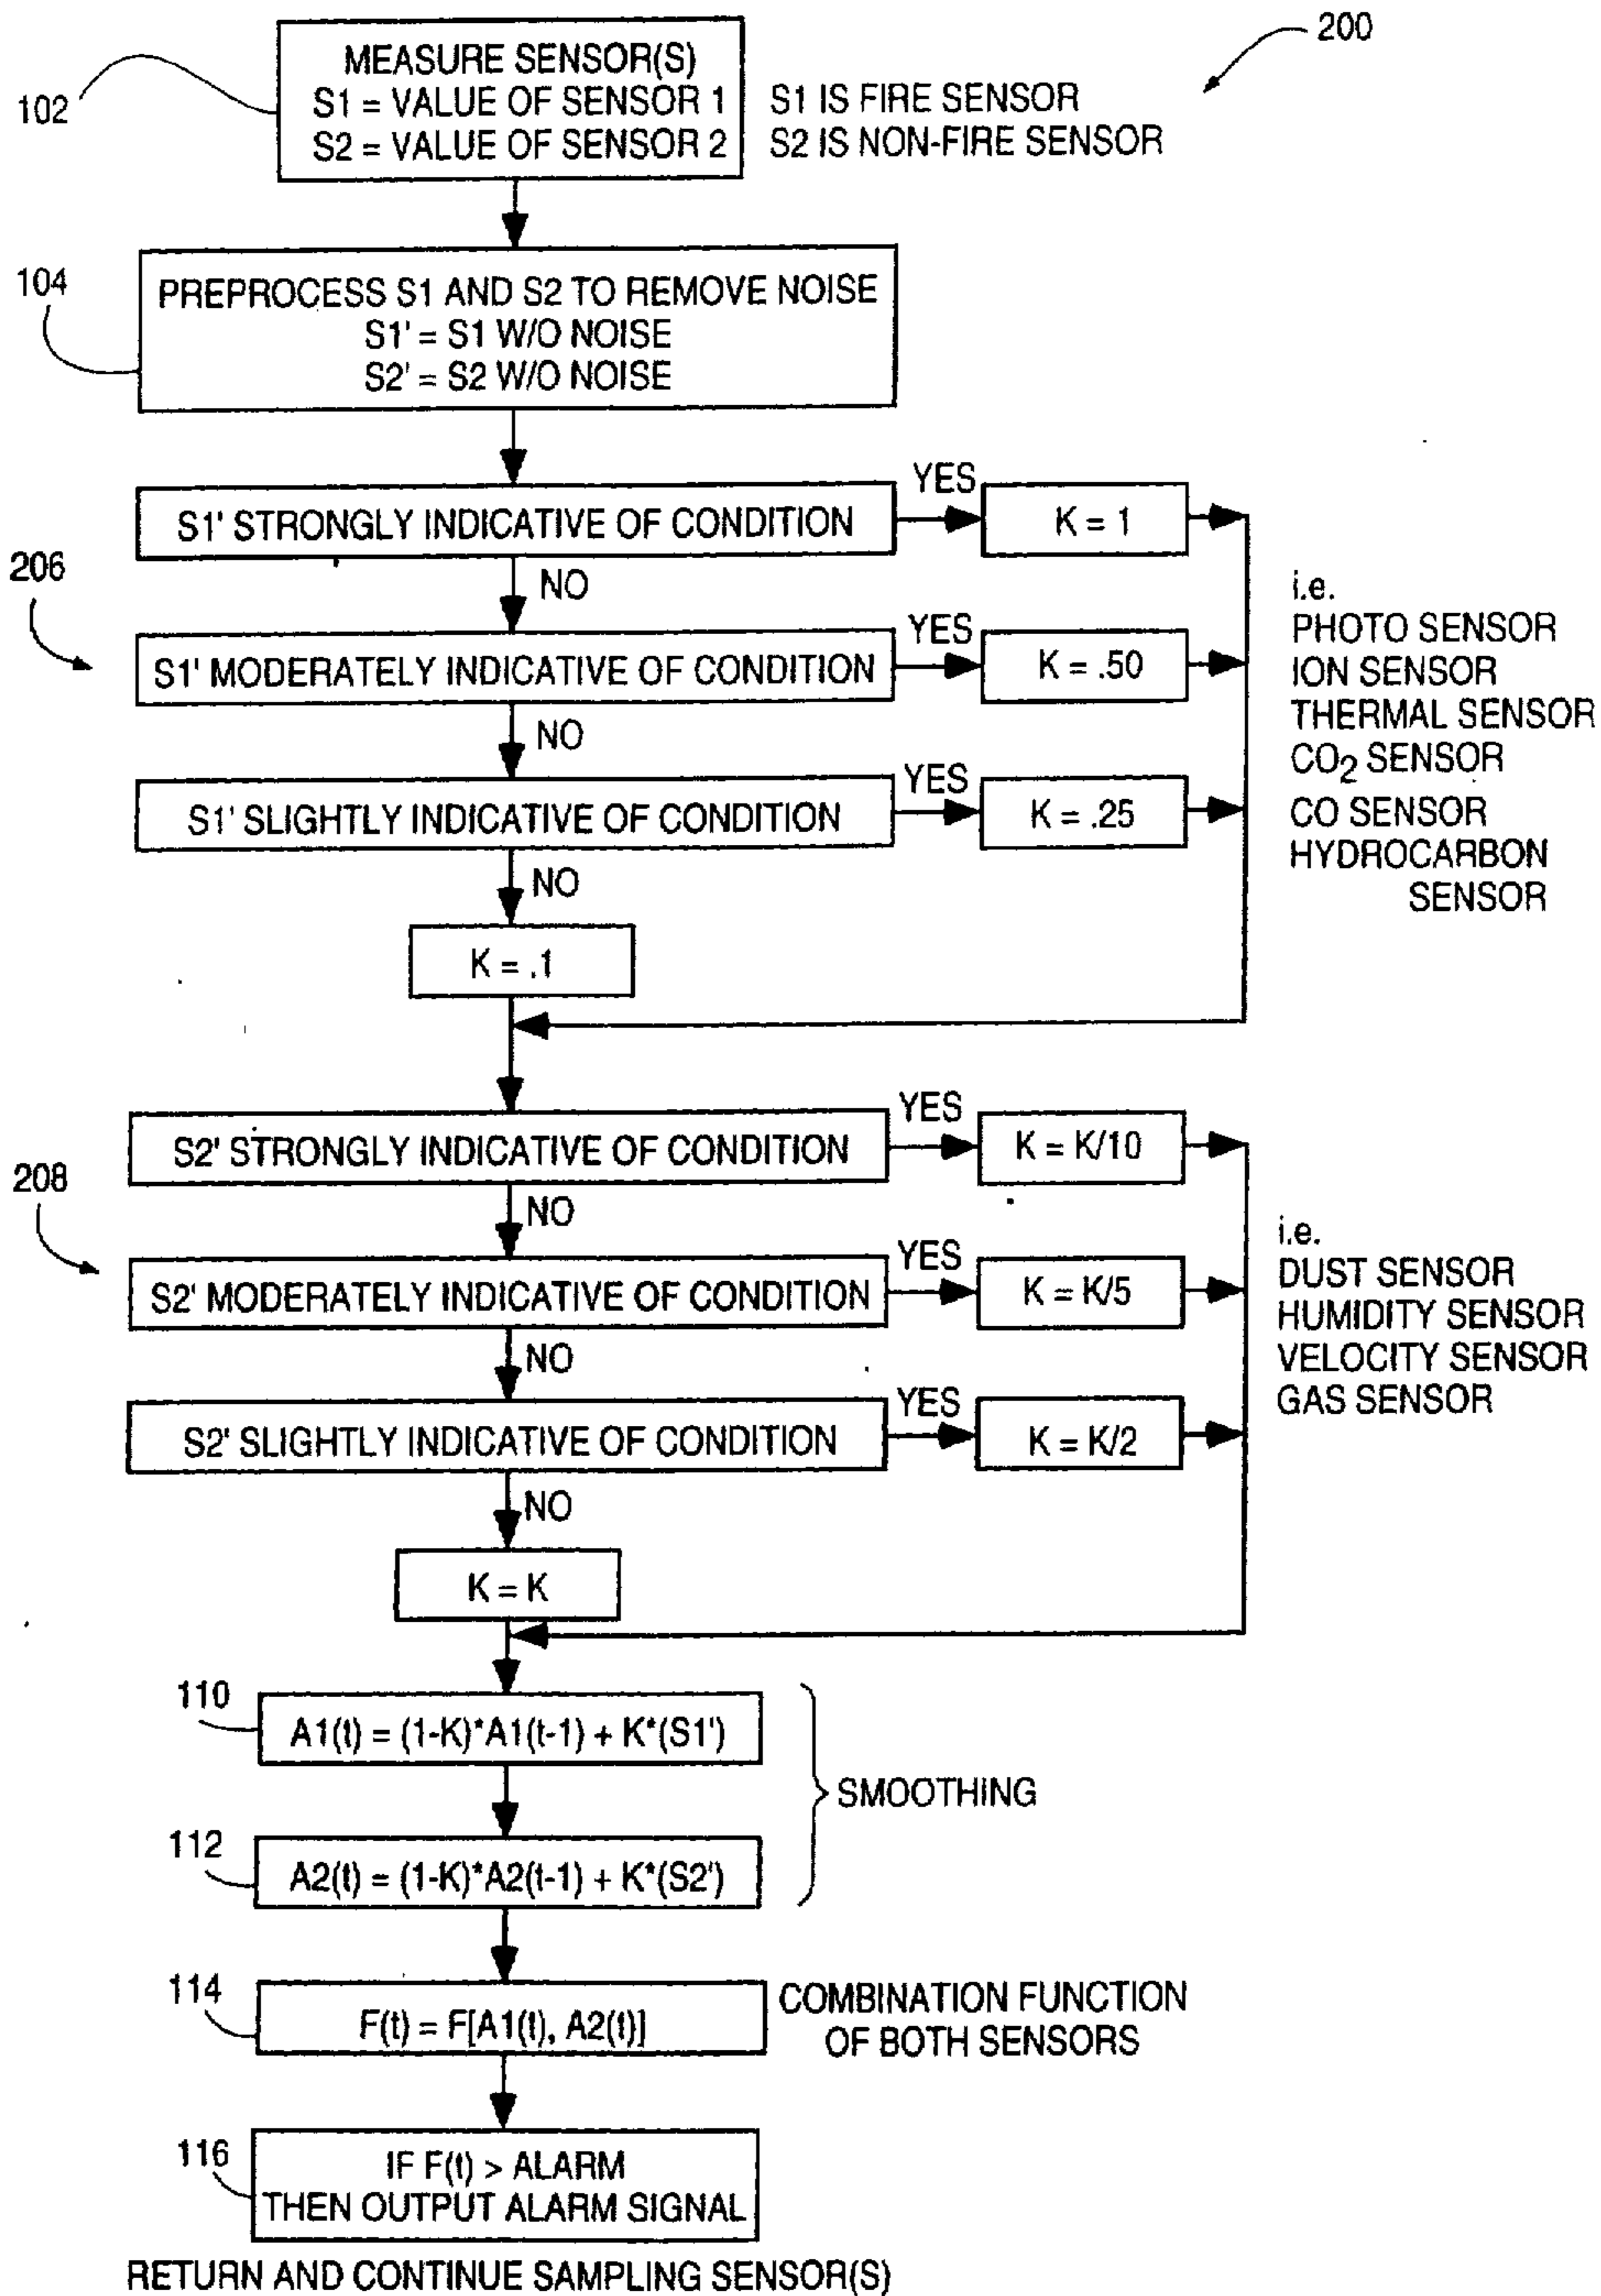 200
102
MEASURE SENSOR(S)
S1 = VALUE OF SENSOR 1
S2 = VALUE OF SENSOR 2
S1 IS FIRE SENSOR
S2 IS NON-FIRE SENSOR
104
PREPROCESS S1 AND S2 TO REMOVE NOISE
S1' = S1 W/O NOISE
S2' = S2 W/O NOISE
206
S1' STRONGLY INDICATIVE OF CONDITION
YES
K = 1
NO
S1' MODERATELY INDICATIVE OF CONDITION
YES
K = .50
NO
S1' SLIGHTLY INDICATIVE OF CONDITION
YES
K = .25
NO
K = .1
i.e.
PHOTO SENSOR
ION SENSOR
THERMAL SENSOR
CO2 SENSOR
CO SENSOR
HYDROCARBON
SENSOR
208
S2' STRONGLY INDICATIVE OF CONDITION
YES
K = K/10
NO
S2' MODERATELY INDICATIVE OF CONDITION
YES
K = K/5
NO
S2' SLIGHTLY INDICATIVE OF CONDITION
YES
K = K/2
NO
K = K
i.e.
DUST SENSOR
HUMIDITY SENSOR
VELOCITY SENSOR
GAS SENSOR
110
A1(t) = (1-K)*A1(t-1) + K*(S1')
112
A2(t) = (1-K)*A2(t-1) + K*(S2')
SMOOTHING
114
F(t) = F[A1(t), A2(t)]
COMBINATION FUNCTION
OF BOTH SENSORS
116
IF F(t) > ALARM
THEN OUTPUT ALARM SIGNAL
RETURN AND CONTINUE SAMPLING SENSOR(S)